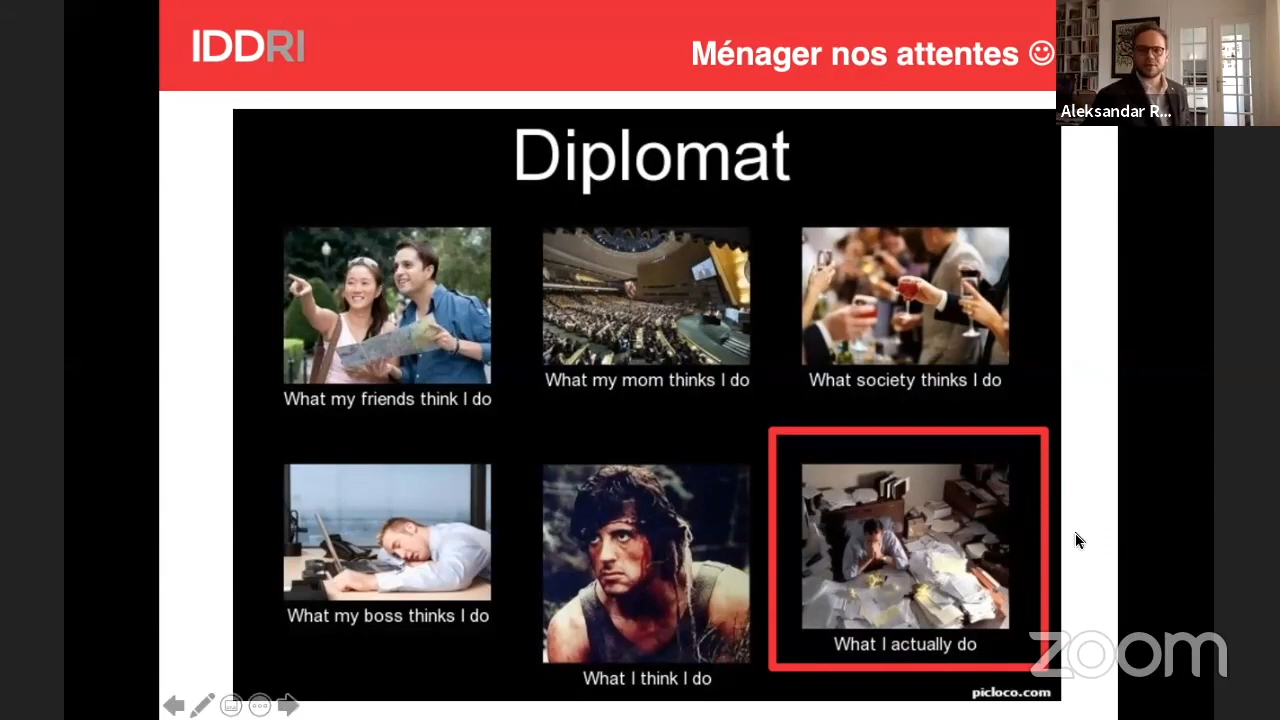 IDDRI
Ménager nos attentes ☺
Aleksandar R...
Diplomat
What my friends think I do
What my mom thinks I do
What society thinks I do
What my boss thinks I do
What I think I do
What I actually do
picloco.com
zoom